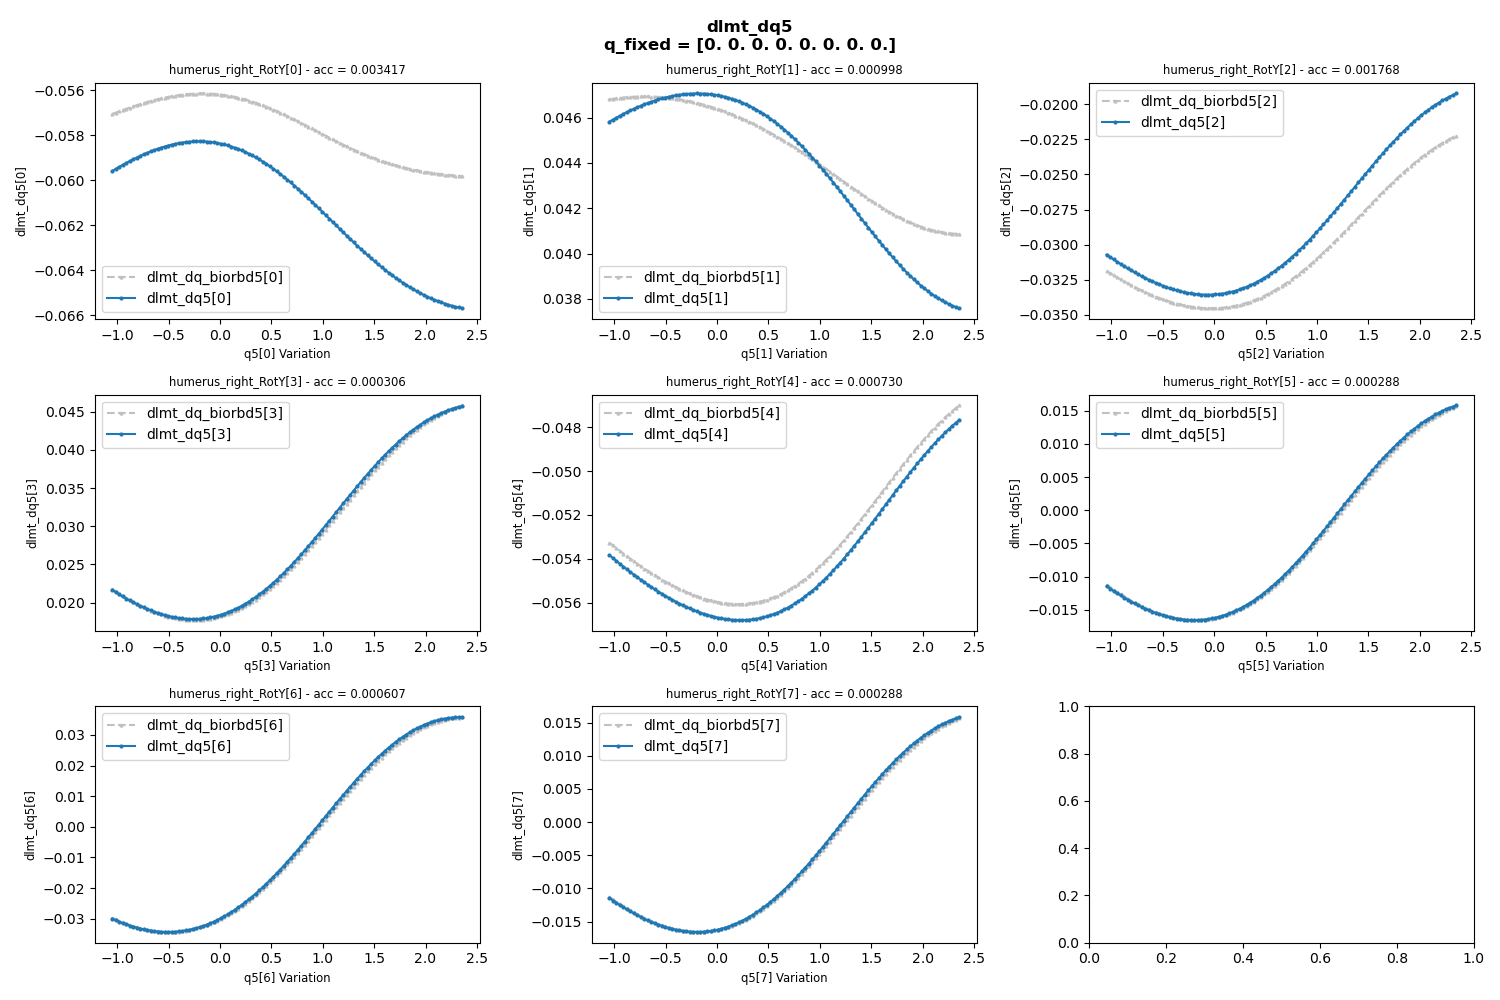 dlmt_dq5
q_fixed = [0. 0. 0. 0. 0. 0. 0. 0.]
humerus_right_RotY[0] - acc = 0.003417
−0.056
−0.058
−0.060
−0.062
−0.064
−0.066
dlmt_dq5[0]
dlmt_dq_biorbd5[0]
dlmt_dq5[0]
−1.0 −0.5 0.0 0.5 1.0 1.5 2.0 2.5
q5[0] Variation
humerus_right_RotY[1] - acc = 0.000998
0.046
0.044
0.042
0.040
0.038
dlmt_dq5[1]
dlmt_dq_biorbd5[1]
dlmt_dq5[1]
−1.0 −0.5 0.0 0.5 1.0 1.5 2.0 2.5
q5[1] Variation
humerus_right_RotY[2] - acc = 0.001768
−0.0200
−0.0225
−0.0250
−0.0275
−0.0300
−0.0325
−0.0350
dlmt_dq5[2]
dlmt_dq_biorbd5[2]
dlmt_dq5[2]
−1.0 −0.5 0.0 0.5 1.0 1.5 2.0 2.5
q5[2] Variation
humerus_right_RotY[3] - acc = 0.000306
0.045
0.040
0.035
0.030
0.025
0.020
dlmt_dq5[3]
dlmt_dq_biorbd5[3]
dlmt_dq5[3]
−1.0 −0.5 0.0 0.5 1.0 1.5 2.0 2.5
q5[3] Variation
humerus_right_RotY[4] - acc = 0.000730
−0.048
−0.050
−0.052
−0.054
−0.056
dlmt_dq5[4]
dlmt_dq_biorbd5[4]
dlmt_dq5[4]
−1.0 −0.5 0.0 0.5 1.0 1.5 2.0 2.5
q5[4] Variation
humerus_right_RotY[5] - acc = 0.000288
0.015
0.010
0.005
0.000
−0.005
−0.010
−0.015
dlmt_dq5[5]
dlmt_dq_biorbd5[5]
dlmt_dq5[5]
−1.0 −0.5 0.0 0.5 1.0 1.5 2.0 2.5
q5[5] Variation
humerus_right_RotY[6] - acc = 0.000607
0.03
0.02
0.01
0.00
−0.01
−0.02
−0.03
dlmt_dq5[6]
dlmt_dq_biorbd5[6]
dlmt_dq5[6]
−1.0 −0.5 0.0 0.5 1.0 1.5 2.0 2.5
q5[6] Variation
humerus_right_RotY[7] - acc = 0.000288
0.015
0.010
0.005
0.000
−0.005
−0.010
−0.015
dlmt_dq5[7]
dlmt_dq_biorbd5[7]
dlmt_dq5[7]
−1.0 −0.5 0.0 0.5 1.0 1.5 2.0 2.5
q5[7] Variation
1.0
0.8
0.6
0.4
0.2
0.0
0.0 0.2 0.4 0.6 0.8 1.0